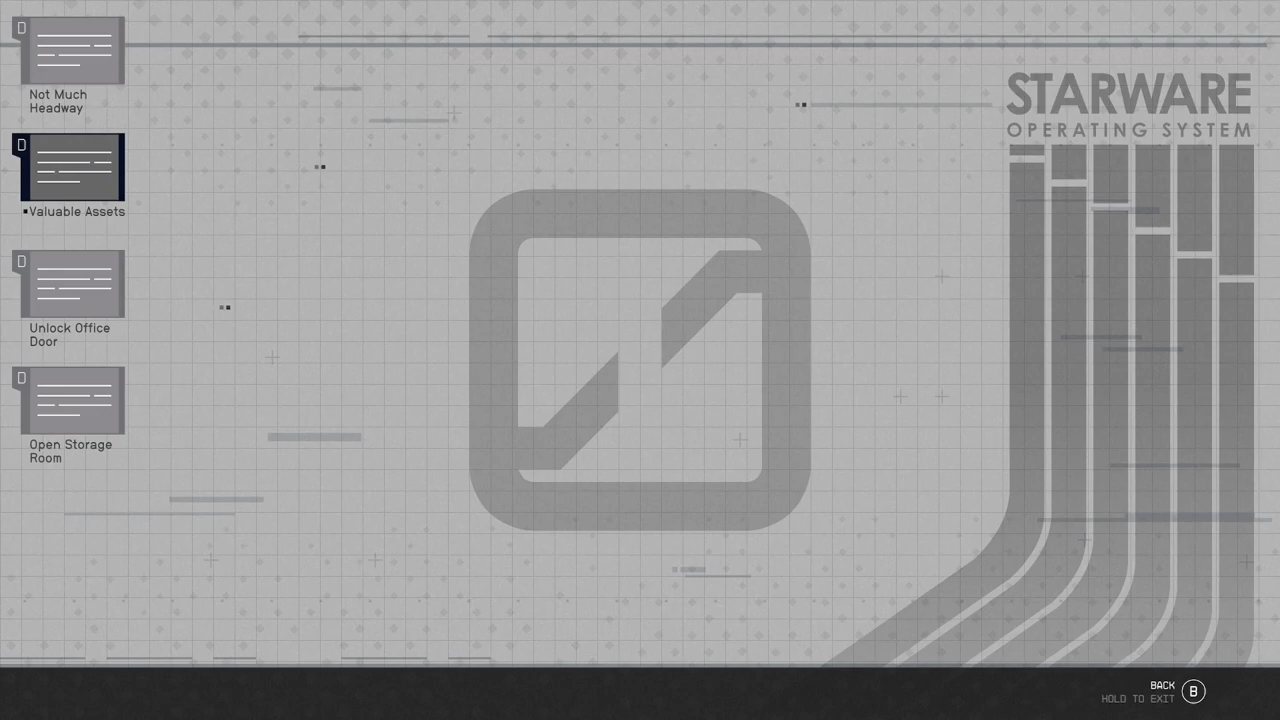 D
Not Much
Headway
D
Valuable Assets
D
Unlock Office
Door
D
Open Storage
Room
STARWARE
OPERATING SYSTEM
BACK
HOLD TO EXIT
B